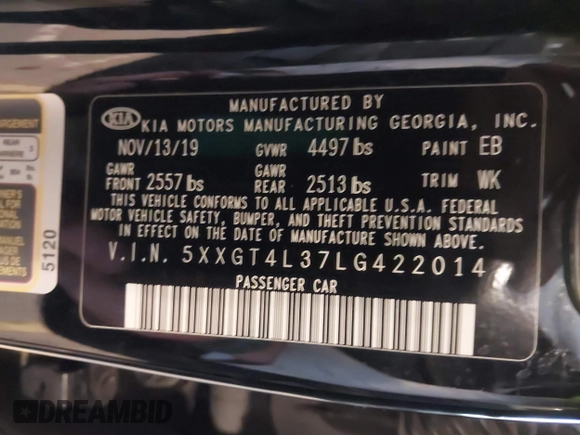 MANUFACTURED BY
KIA KIA MOTORS MANUFACTURING GEORGIA, INC.
NOV/13/19 GVWR 4497 lbs PAINT EB
GAWR FRONT 2557 lbs GAWR REAR 2513 lbs TRIM WK
THIS VEHICLE CONFORMS TO ALL APPLICABLE U.S.A. FEDERAL
MOTOR VEHICLE SAFETY, BUMPER, AND THEFT PREVENTION STANDARDS
IN EFFECT ON THE DATE OF MANUFACTURE SHOWN ABOVE.
V.I.N. 5XXGT4L37LG422014
PASSENGER CAR
5120
DREAMBID